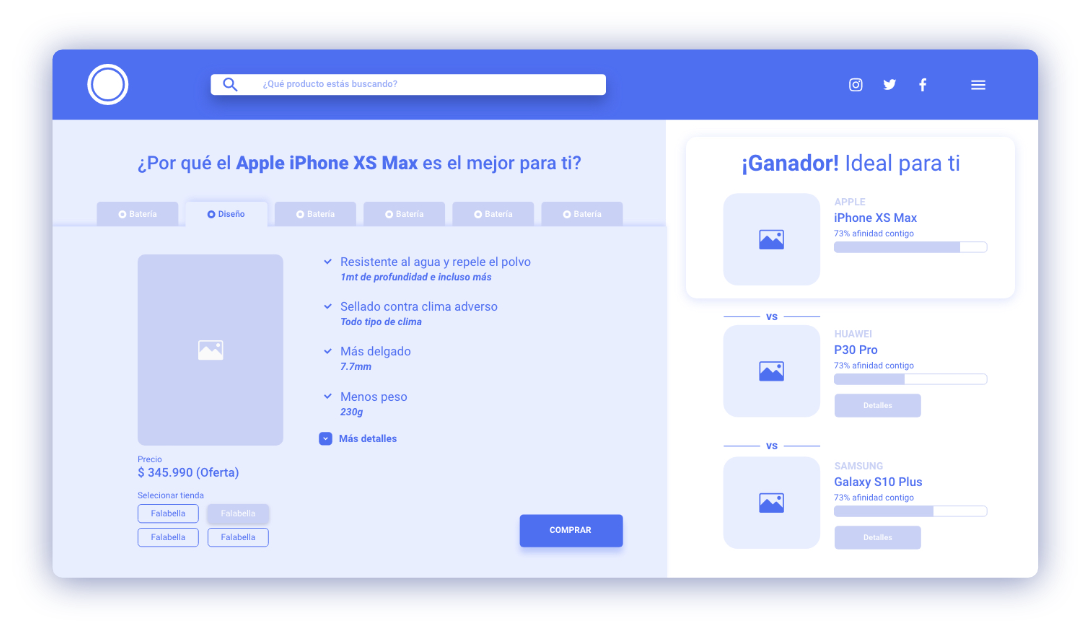 ¿Qué producto estás buscando?
¿Por qué el Apple iPhone XS Max es el mejor para ti?
Batería
Diseño
Batería
Batería
Batería
Batería
Resistente al agua y repele el polvo
1mt de profundidad e incluso más
Sellado contra clima adverso
Todo tipo de clima
Más delgado
7.7mm
Menos peso
230g
Más detalles
Precio
$ 345.990 (Oferta)
Selecionar tienda
Falabella
Falabella
Falabella
Falabella
COMPRAR
¡Ganador! Ideal para ti
APPLE
iPhone XS Max
73% afinidad contigo
vs
HUAWEI
P30 Pro
73% afinidad contigo
Detalles
vs
SAMSUNG
Galaxy S10 Plus
73% afinidad contigo
Detalles